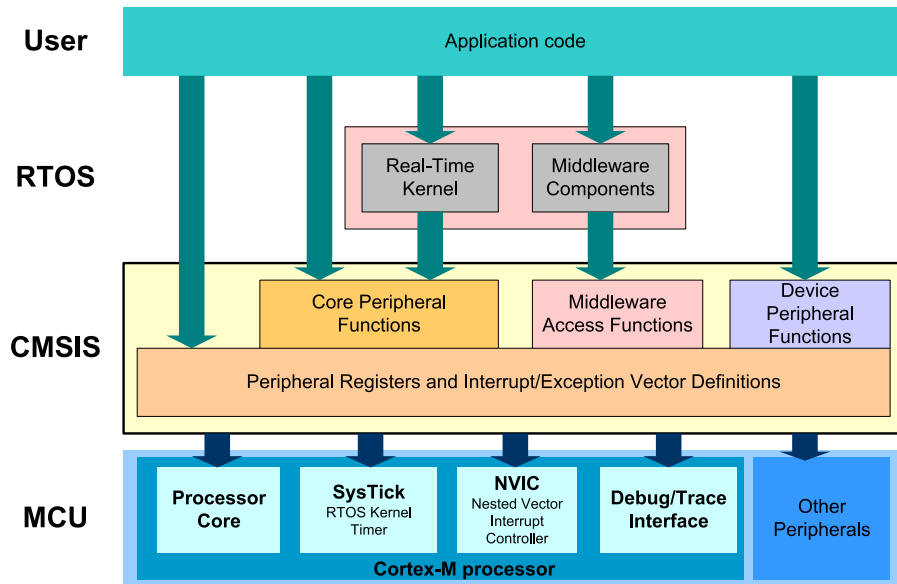 User
Application code
RTOS
Real-Time
Kernel
Middleware
Components
CMSIS
Core Peripheral
Functions
Middleware
Access Functions
Device
Peripheral
Functions
Peripheral Registers and Interrupt/Exception Vector Definitions
MCU
Processor
Core
SysTick
RTOS Kernel
Timer
NVIC
Nested Vector
Interrupt
Controller
Debug/Trace
Interface
Other
Peripherals
Cortex-M processor